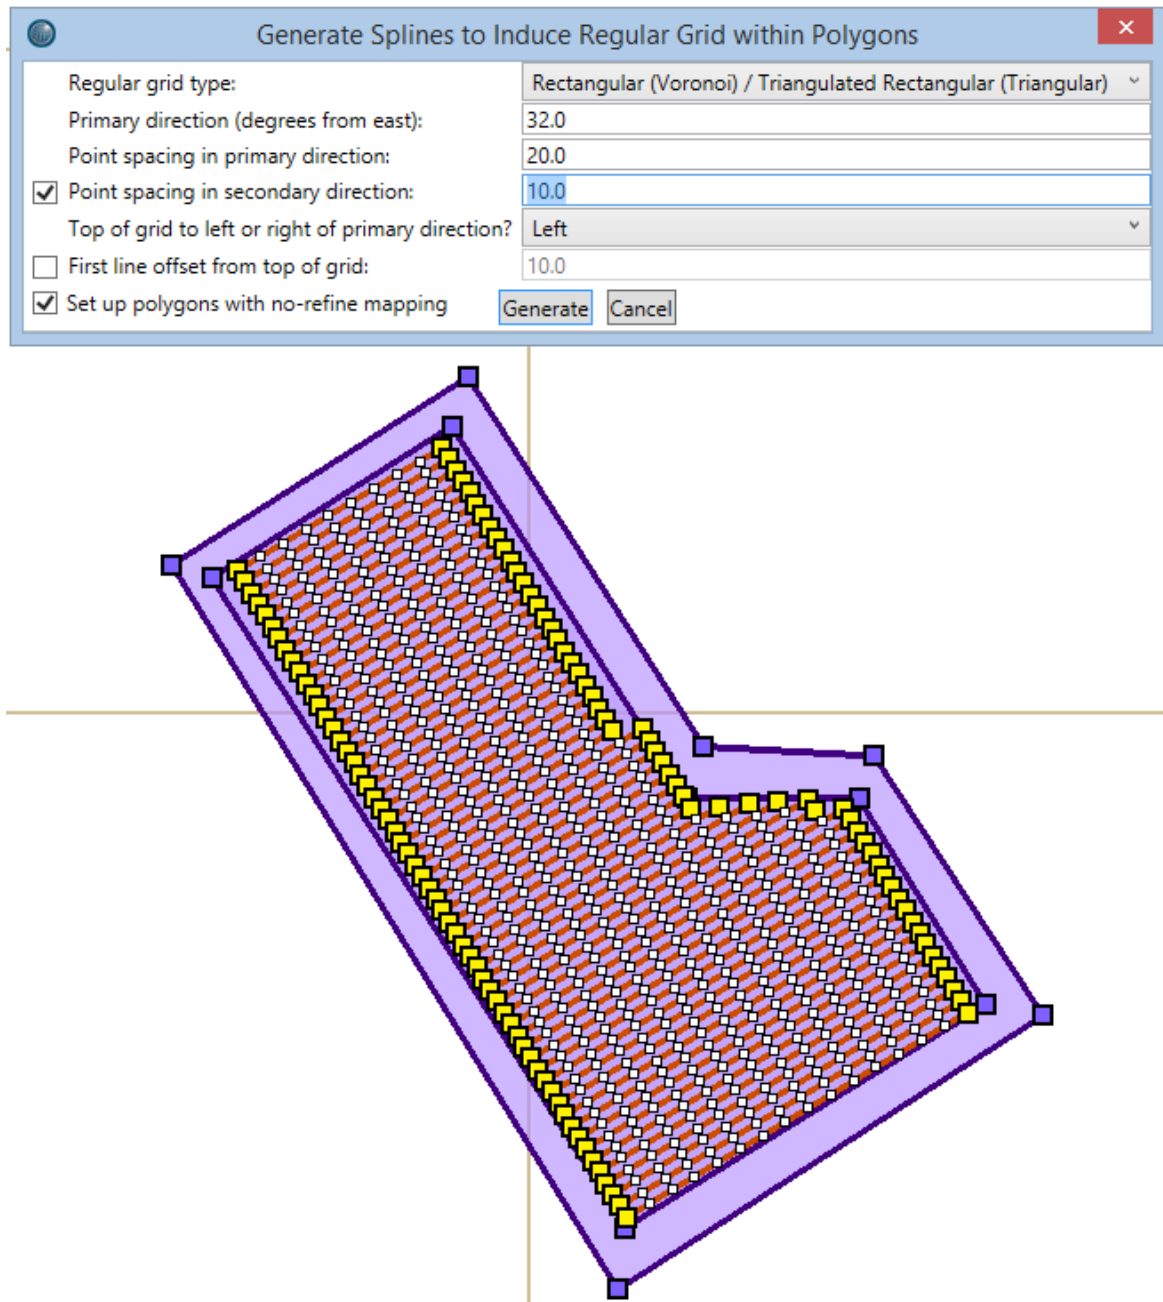 Generate Splines to Induce Regular Grid within Polygons
Regular grid type: Rectangular (Voronoi) / Triangulated Rectangular (Triangular)
Primary direction (degrees from east): 32.0
Point spacing in primary direction: 20.0
Point spacing in secondary direction: 10.0
Top of grid to left or right of primary direction? Left
First line offset from top of grid: 10.0
Set up polygons with no-refine mapping Generate Cancel